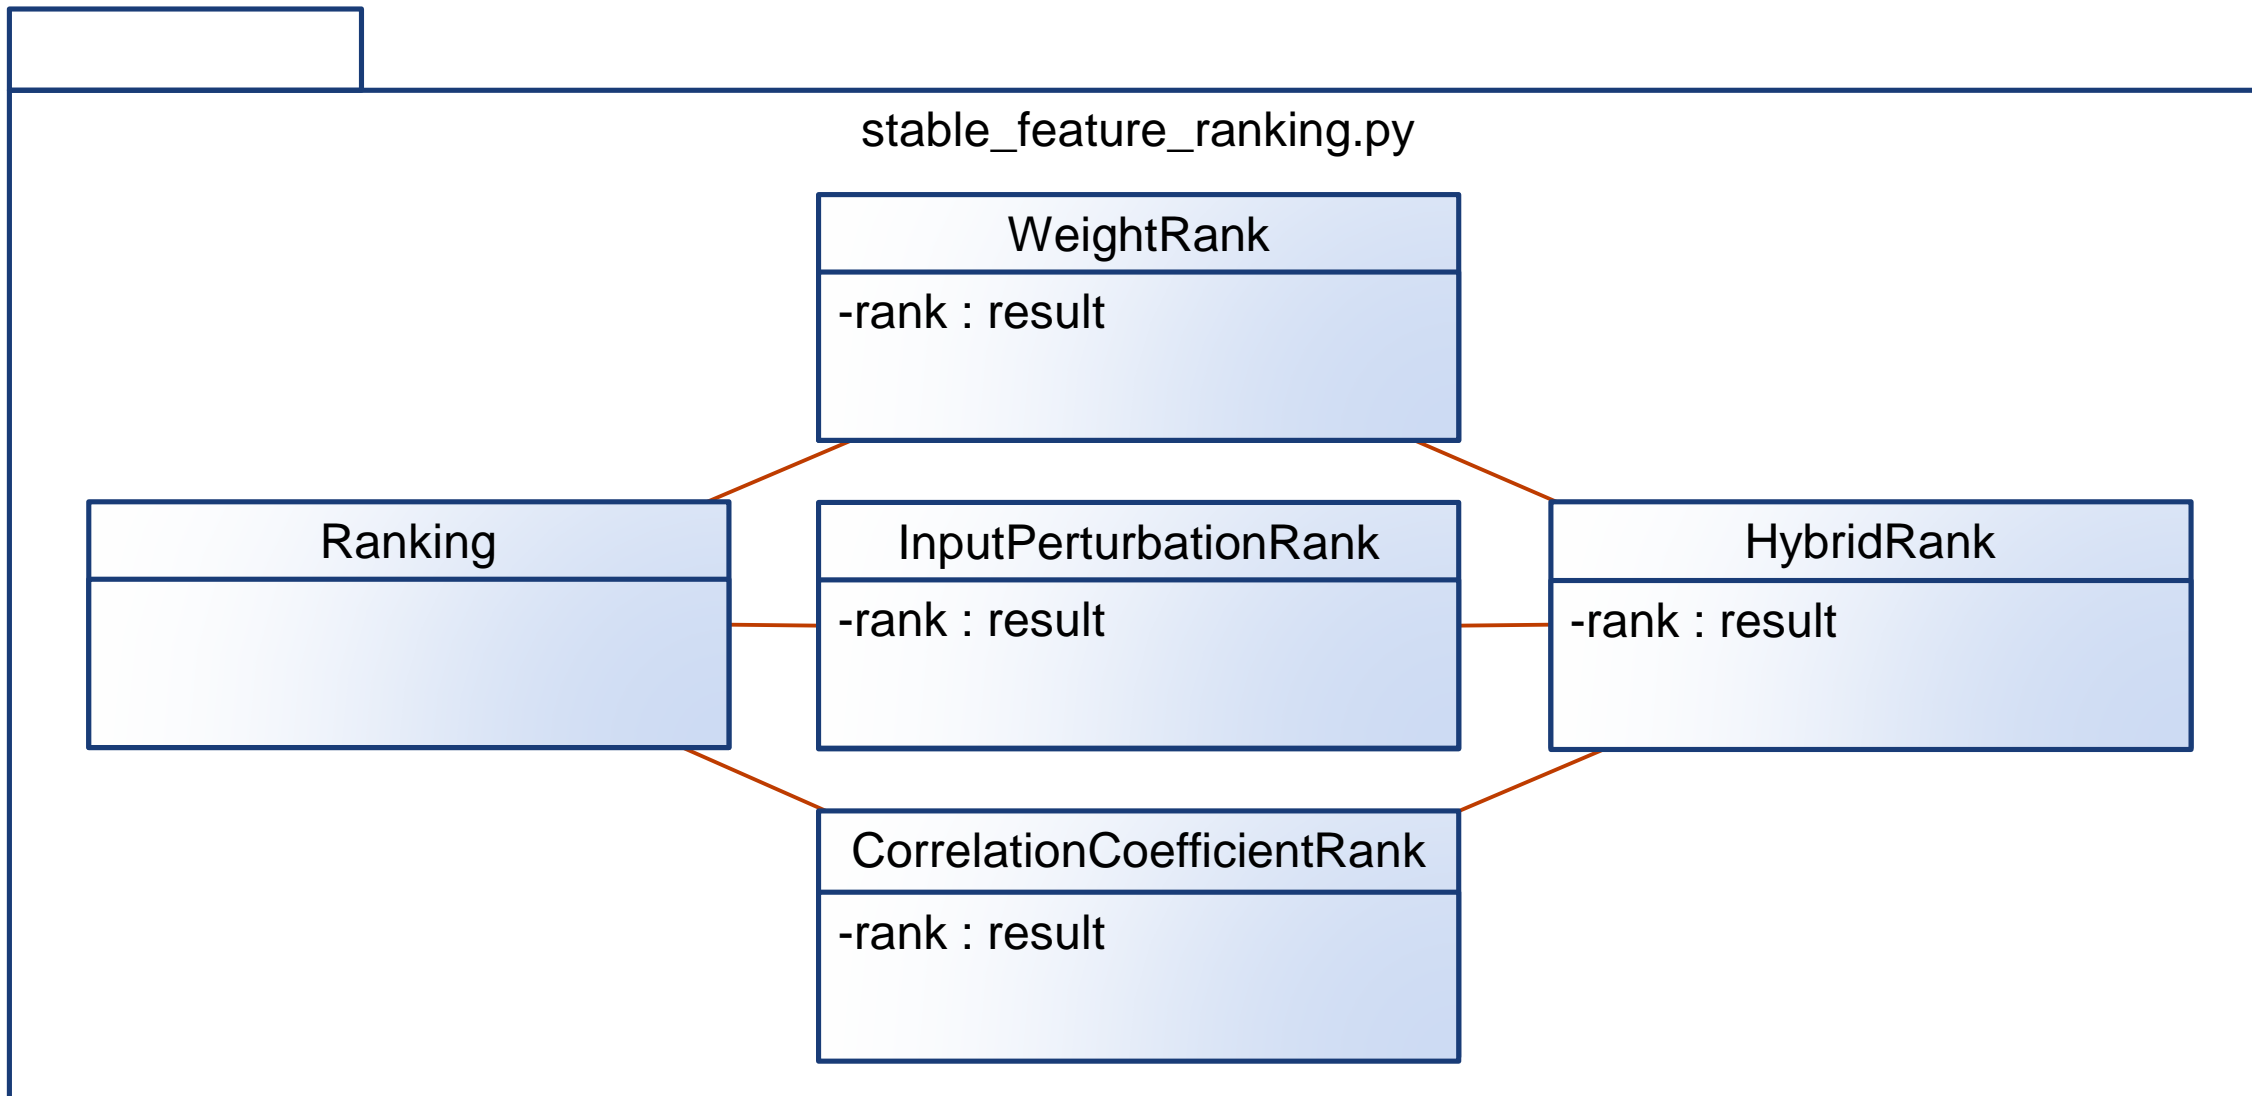 stable_feature_ranking.py
WeightRank
-rank : result
Ranking
InputPerturbationRank
-rank : result
HybridRank
-rank : result
CorrelationCoefficientRank
-rank : result